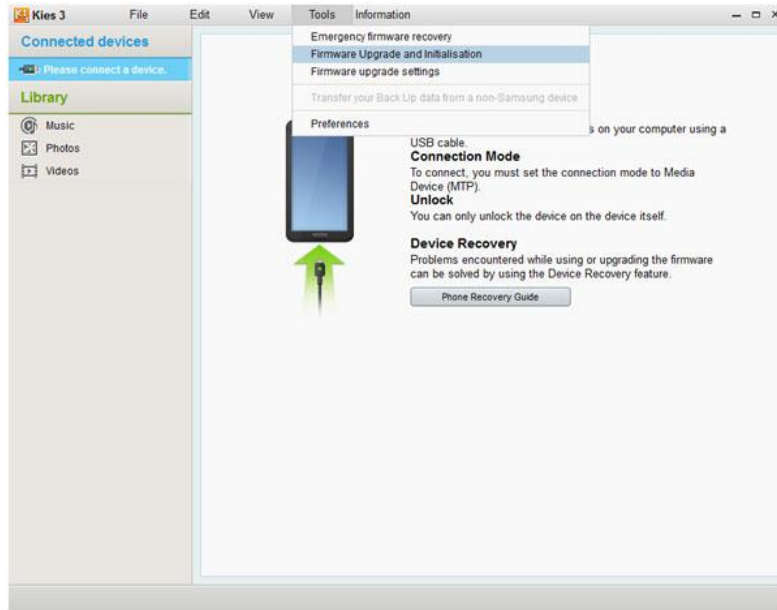 Kies 3 File Edit View Tools Information
Connected devices
Please connect a device.
Library
Music
Photos
Videos
Emergency firmware recovery
Firmware Upgrade and Initialisation
Firmware upgrade settings
Transfer your Back Up data from a non-Samsung device
Preferences
s on your computer using a
USB cable.
Connection Mode
To connect, you must set the connection mode to Media
Device (MTP).
Unlock
You can only unlock the device on the device itself.
Device Recovery
Problems encountered while using or upgrading the firmware
can be solved by using the Device Recovery feature.
Phone Recovery Guide